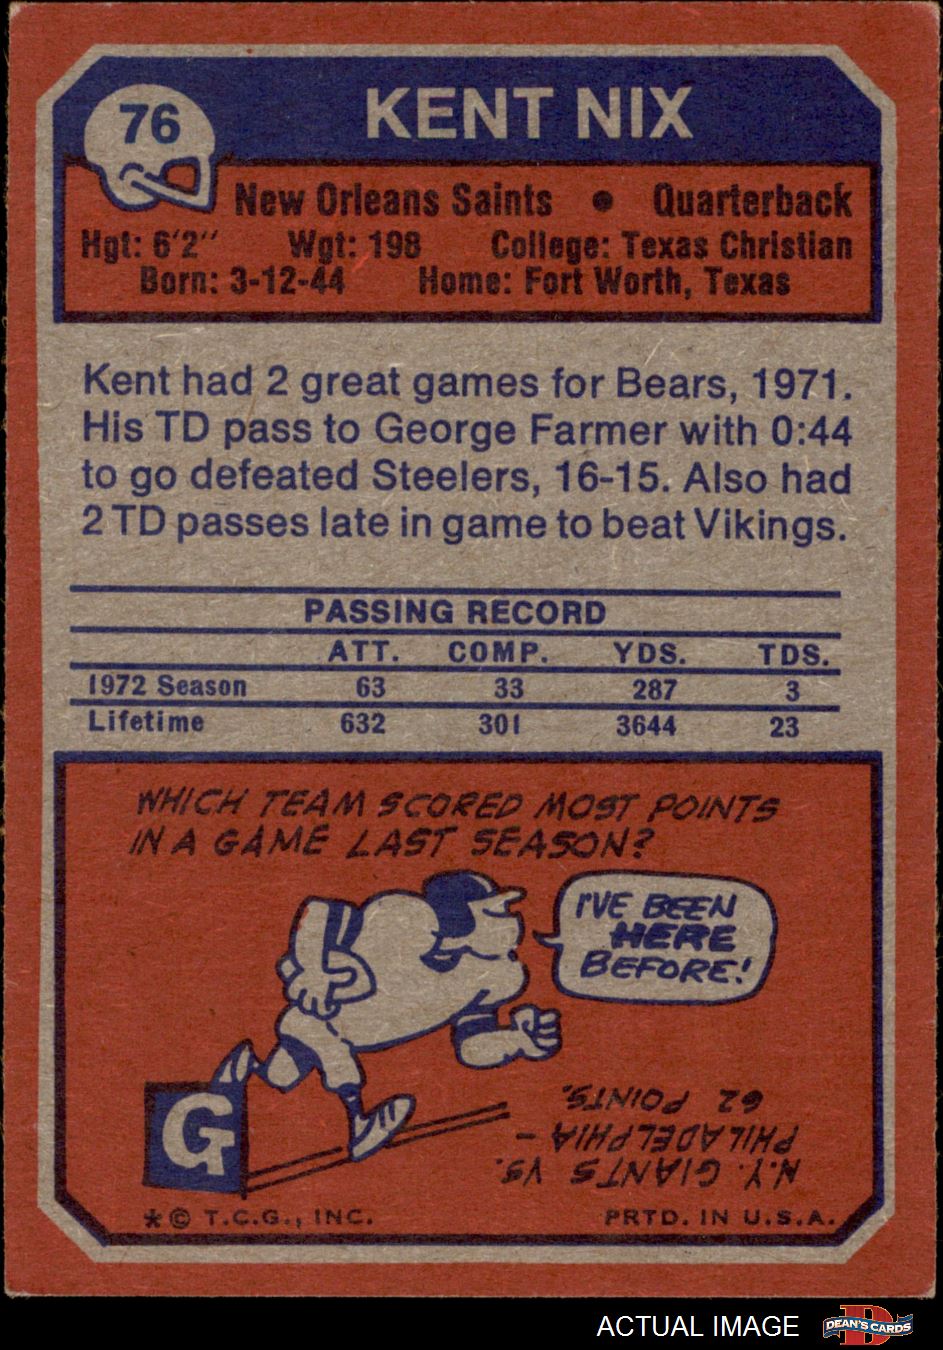 76
KENT NIX
New Orleans Saints • Quarterback
Hgt: 6'2" Wgt: 198 College: Texas Christian
Born: 3-12-44 Home: Fort Worth, Texas
Kent had 2 great games for Bears, 1971.
His TD pass to George Farmer with 0:44
to go defeated Steelers, 16-15. Also had
2 TD passes late in game to beat Vikings.
PASSING RECORD
ATT. COMP. YDS. TDS.
1972 Season 63 33 287 3
Lifetime 632 301 3644 23
WHICH TEAM SCORED MOST POINTS
IN A GAME LAST SEASON?
I'VE BEEN
HERE
BEFORE!
G
N.Y. GIANTS VS.
PHILADELPHIA –
62 POINTS.
* © T.C.G., INC. PRTD. IN U.S.A.
ACTUAL IMAGE
D
DEAN'S CARDS